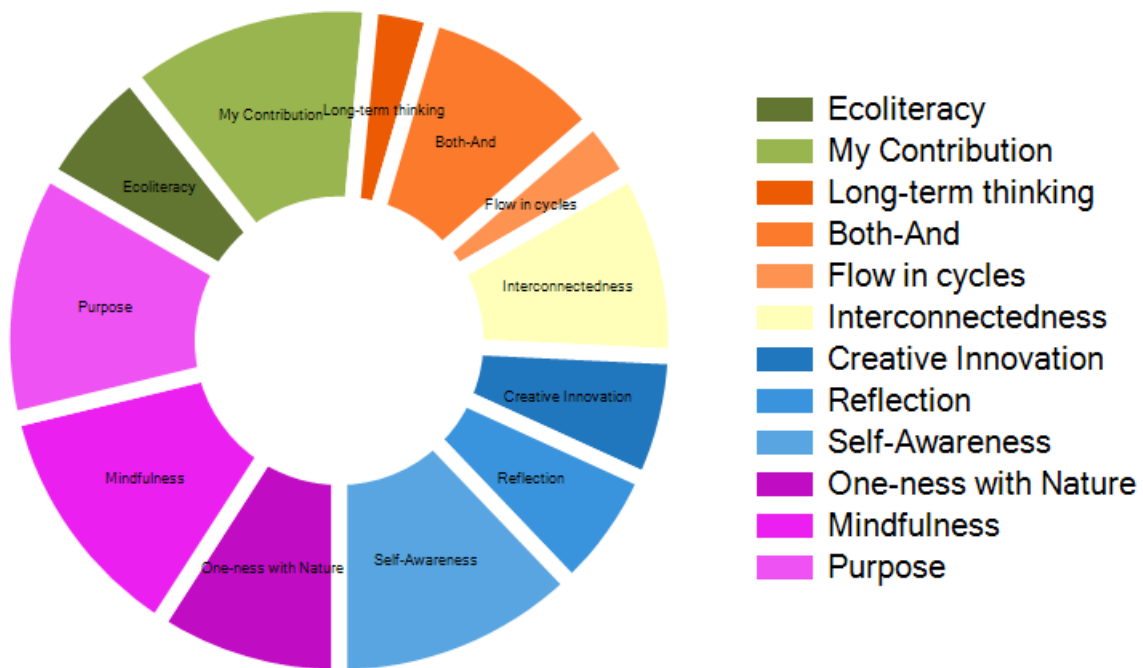 My Contribution
Long-term thinking
Both-And
Ecoliteracy
Flow in cycles
Interconnectedness
Purpose
Creative Innovation
Mindfulness
Reflection
Self-Awareness
One-ness with Nature
Ecoliteracy
My Contribution
Long-term thinking
Both-And
Flow in cycles
Interconnectedness
Creative Innovation
Reflection
Self-Awareness
One-ness with Nature
Mindfulness
Purpose